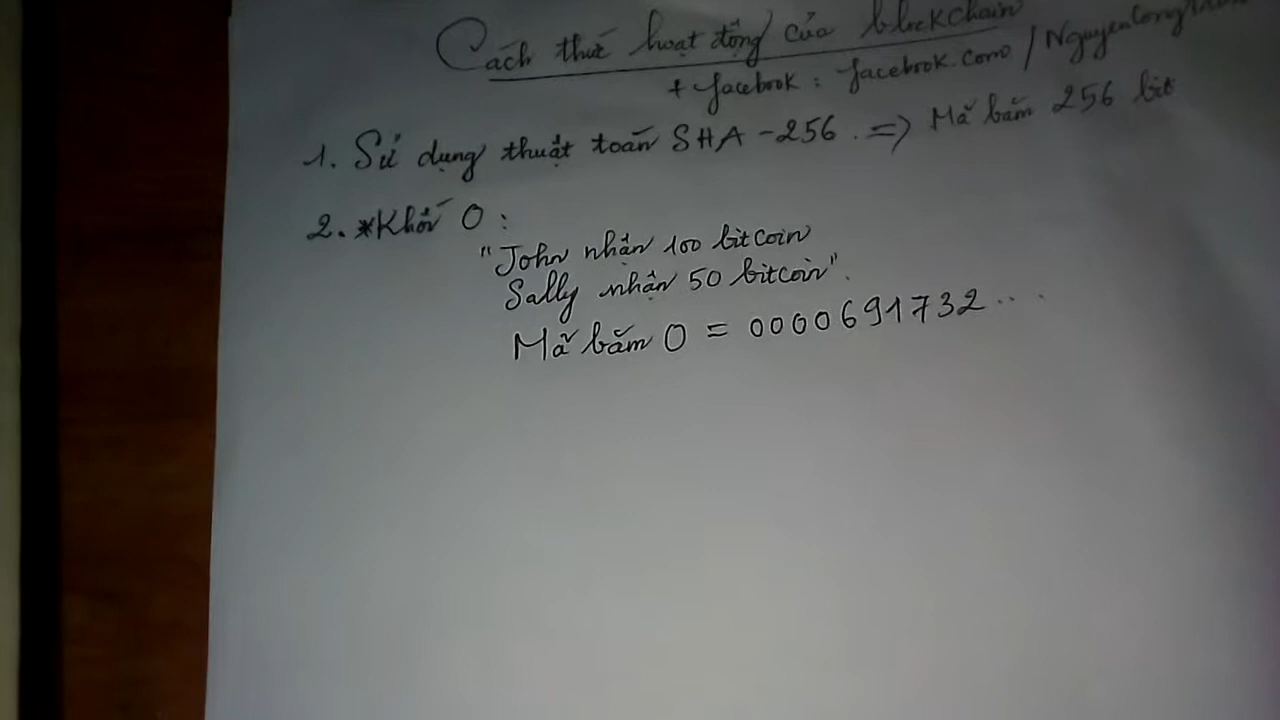 Cách thức hoạt động của blockchain
+ facebook: facebook.com/
1. Sử dụng thuật toán SHA-256. => Mã băm 256 bit
2. *Khối 0:
"John nhận 100 bitcoin
Sally nhận 50 bitcoin".
Mã băm 0 = 0000691732....